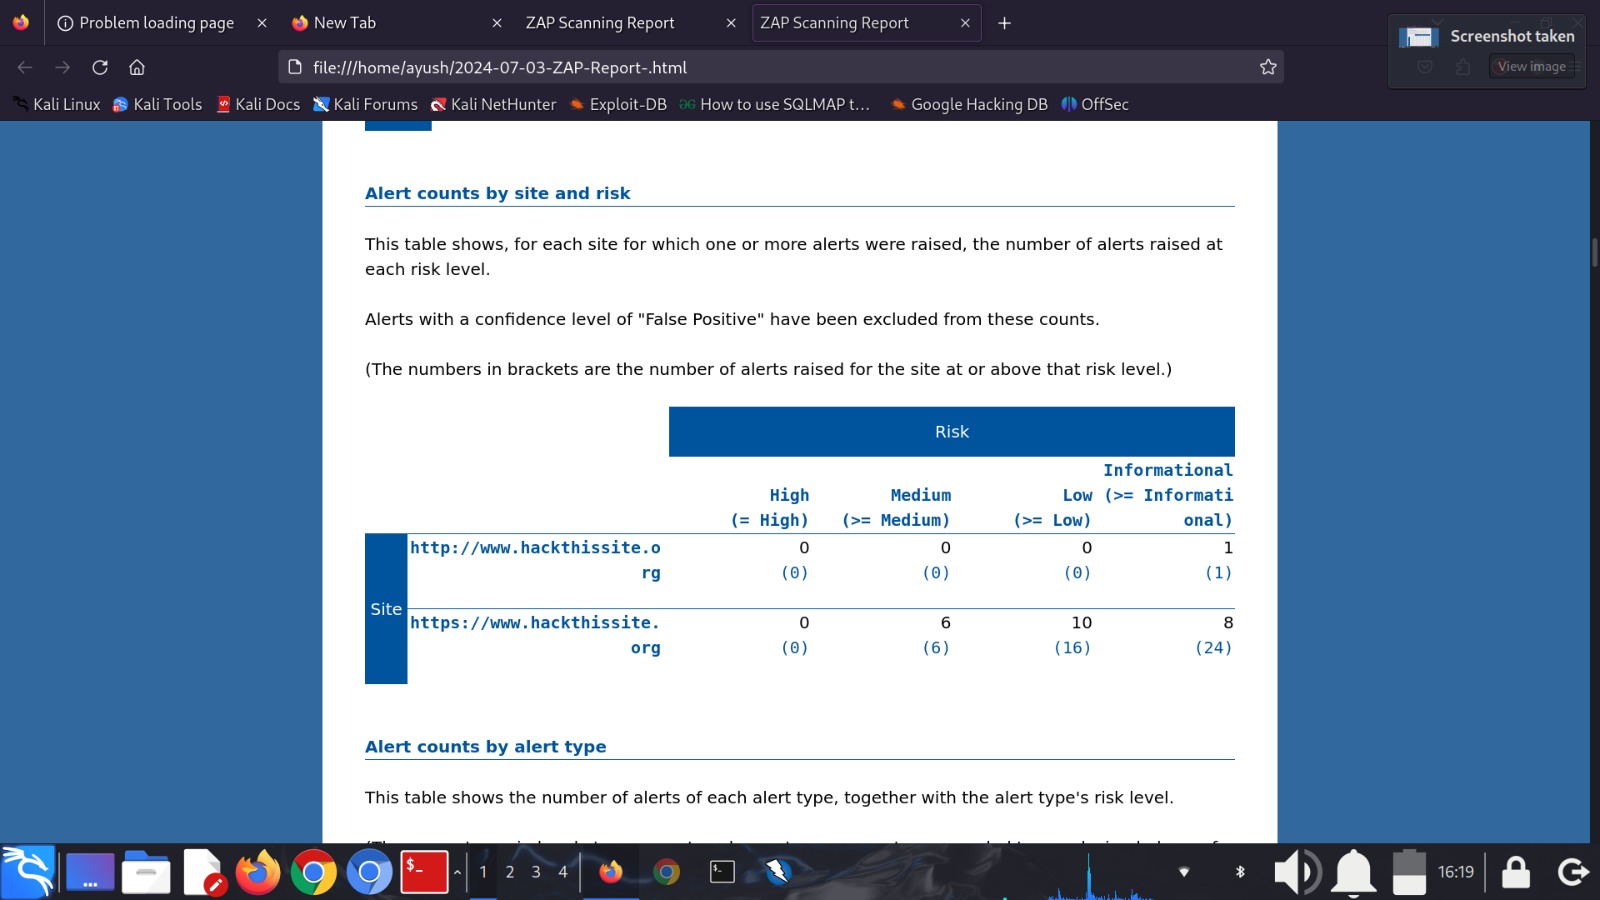 Problem loading page
New Tab
ZAP Scanning Report
ZAP Scanning Report
Screenshot taken
View image
file:///home/ayush/2024-07-03-ZAP-Report-.html
Kali Linux Kali Tools Kali Docs Kali Forums Kali NetHunter Exploit-DB How to use SQLMAP t... Google Hacking DB OffSec
Alert counts by site and risk
This table shows, for each site for which one or more alerts were raised, the number of alerts raised at
each risk level.
Alerts with a confidence level of "False Positive" have been excluded from these counts.
(The numbers in brackets are the number of alerts raised for the site at or above that risk level.)
Risk
Informational
High Medium Low (>= Informati
(= High) (>= Medium) (>= Low) onal)
http://www.hackthissite.o 0 0 0 1
rg (0) (0) (0) (1)
Site
https://www.hackthissite. 0 6 10 8
org (0) (6) (16) (24)
Alert counts by alert type
This table shows the number of alerts of each alert type, together with the alert type's risk level.
$_
1 2 3 4
16:19